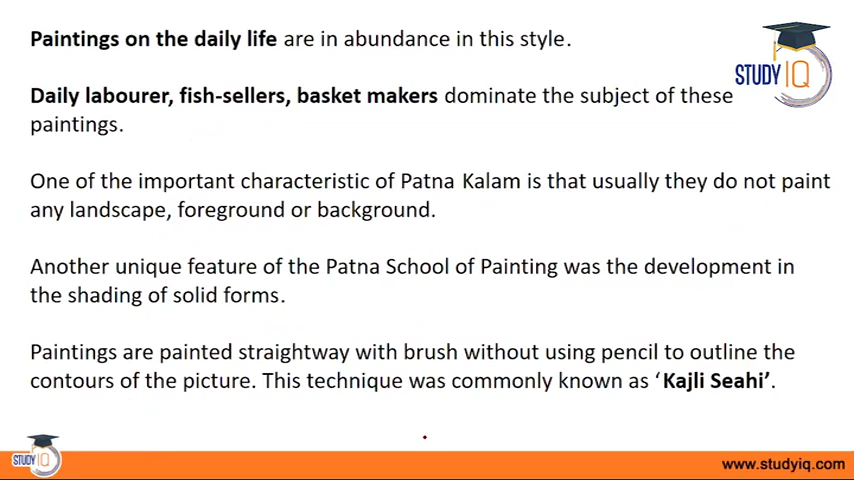 Paintings on the daily life are in abundance in this style.
Daily labourer, fish-sellers, basket makers dominate the subject of these
paintings.
One of the important characteristic of Patna Kalam is that usually they do not paint
any landscape, foreground or background.
Another unique feature of the Patna School of Painting was the development in
the shading of solid forms.
Paintings are painted straightway with brush without using pencil to outline the
contours of the picture. This technique was commonly known as ‘Kajli Seahi’.
STUDY IQ
STUDY IQ
www.studyiq.com